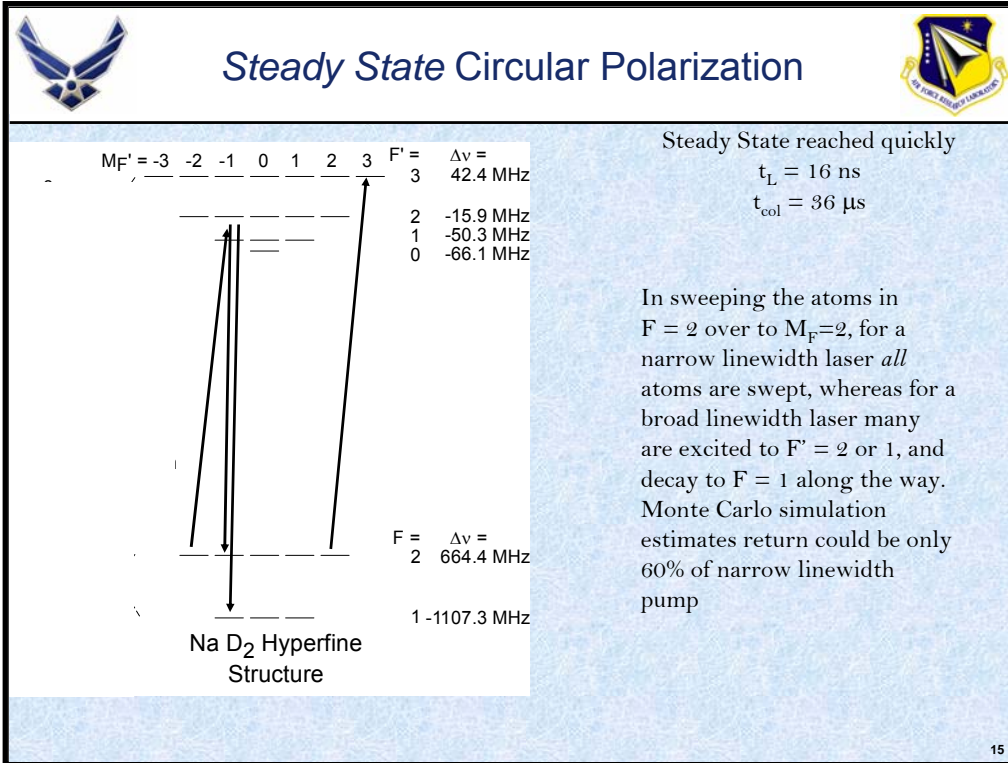 Steady State Circular Polarization
AIR FORCE RESEARCH LABORATORY
MF' = -3 -2 -1 0 1 2 3 F' = Δν =
3 42.4 MHz
2 -15.9 MHz
1 -50.3 MHz
0 -66.1 MHz
F = Δν =
2 664.4 MHz
1 -1107.3 MHz
Na D2 Hyperfine
Structure
Steady State reached quickly
tL = 16 ns
tcol = 36 μs
In sweeping the atoms in
F = 2 over to MF=2, for a
narrow linewidth laser all
atoms are swept, whereas for a
broad linewidth laser many
are excited to F' = 2 or 1, and
decay to F = 1 along the way.
Monte Carlo simulation
estimates return could be only
60% of narrow linewidth
pump
15